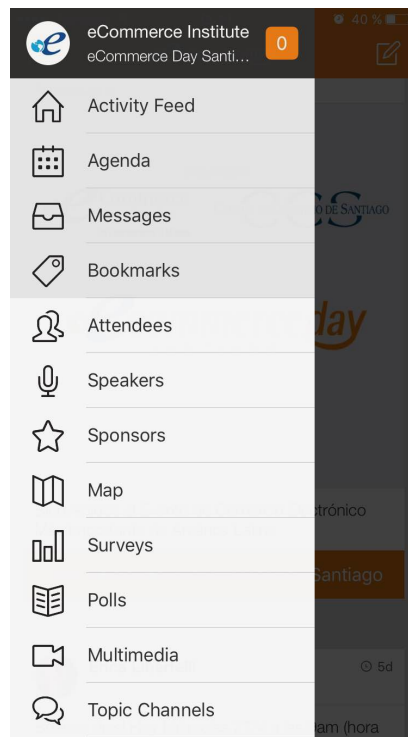 40 %
eCommerce Institute
eCommerce Day Santi...
0
Activity Feed
Agenda
Messages
O DE SANTIAGO
Bookmarks
Attendees
day
Speakers
Sponsors
Map
ctrónico
Surveys
Santiago
Polls
Multimedia
5d
Topic Channels
am (hora